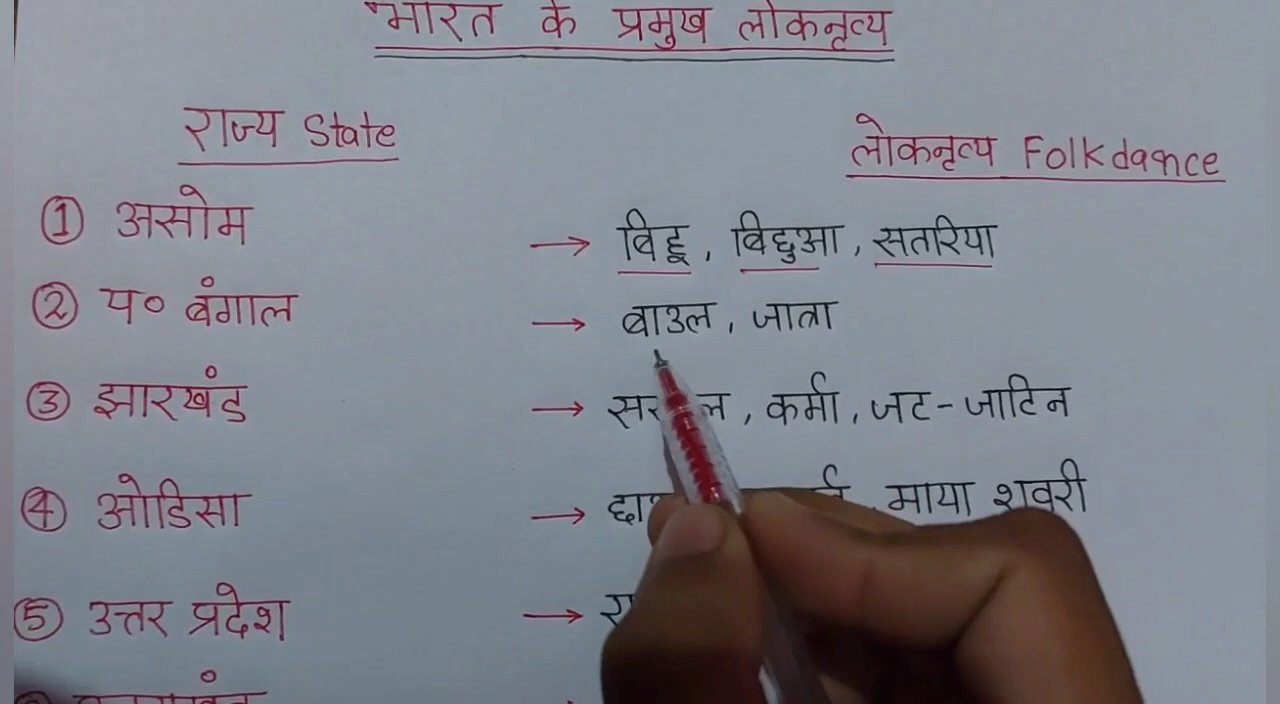 "भारत के प्रमुख लोकनृत्य
राज्य State
लोकनृत्य Folkdance
① असोम → बिहू, बिछुआ, सतरिया
② प० बंगाल → बाउल, जात्रा
③ झारखंड → कर्मा, जट-जाटिन
④ ओडिसा → माया शवरी
⑤ उत्तर प्रदेश →